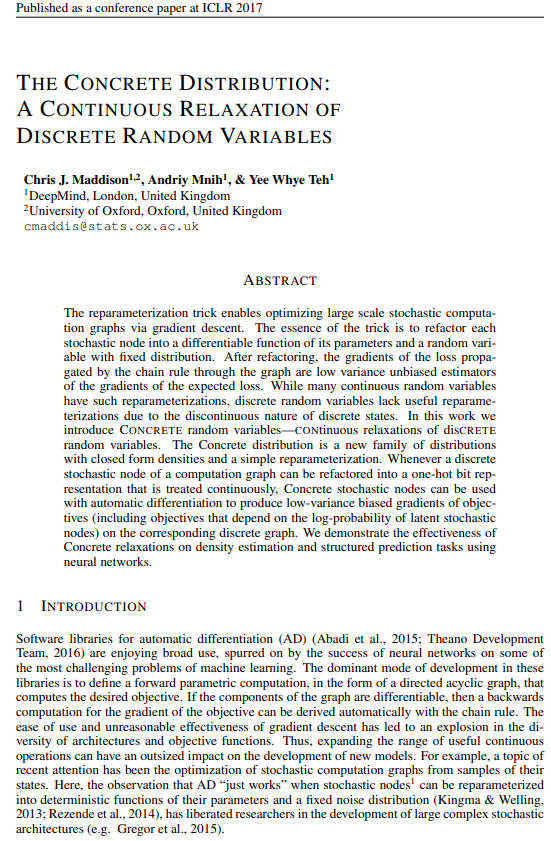 Published as a conference paper at ICLR 2017
THE CONCRETE DISTRIBUTION:
A CONTINUOUS RELAXATION OF
DISCRETE RANDOM VARIABLES
Chris J. Maddison1,2, Andriy Mnih1, & Yee Whye Teh1
1DeepMind, London, United Kingdom
2University of Oxford, Oxford, United Kingdom
cmaddis@stats.ox.ac.uk
ABSTRACT
The reparameterization trick enables optimizing large scale stochastic computa-
tion graphs via gradient descent. The essence of the trick is to refactor each
stochastic node into a differentiable function of its parameters and a random vari-
able with fixed distribution. After refactoring, the gradients of the loss propa-
gated by the chain rule through the graph are low variance unbiased estimators
of the gradients of the expected loss. While many continuous random variables
have such reparameterizations, discrete random variables lack useful reparame-
terizations due to the discontinuous nature of discrete states. In this work we
introduce CONCRETE random variables—CONtinuous relaxations of disCRETE
random variables. The Concrete distribution is a new family of distributions
with closed form densities and a simple reparameterization. Whenever a discrete
stochastic node of a computation graph can be refactored into a one-hot bit rep-
resentation that is treated continuously, Concrete stochastic nodes can be used
with automatic differentiation to produce low-variance biased gradients of objec-
tives (including objectives that depend on the log-probability of latent stochastic
nodes) on the corresponding discrete graph. We demonstrate the effectiveness of
Concrete relaxations on density estimation and structured prediction tasks using
neural networks.
1 INTRODUCTION
Software libraries for automatic differentiation (AD) (Abadi et al., 2015; Theano Development
Team, 2016) are enjoying broad use, spurred on by the success of neural networks on some of
the most challenging problems of machine learning. The dominant mode of development in these
libraries is to define a forward parametric computation, in the form of a directed acyclic graph, that
computes the desired objective. If the components of the graph are differentiable, then a backwards
computation for the gradient of the objective can be derived automatically with the chain rule. The
ease of use and unreasonable effectiveness of gradient descent has led to an explosion in the di-
versity of architectures and objective functions. Thus, expanding the range of useful continuous
operations can have an outsized impact on the development of new models. For example, a topic of
recent attention has been the optimization of stochastic computation graphs from samples of their
states. Here, the observation that AD “just works” when stochastic nodes1 can be reparameterized
into deterministic functions of their parameters and a fixed noise distribution (Kingma & Welling,
2013; Rezende et al., 2014), has liberated researchers in the development of large complex stochastic
architectures (e.g. Gregor et al., 2015).